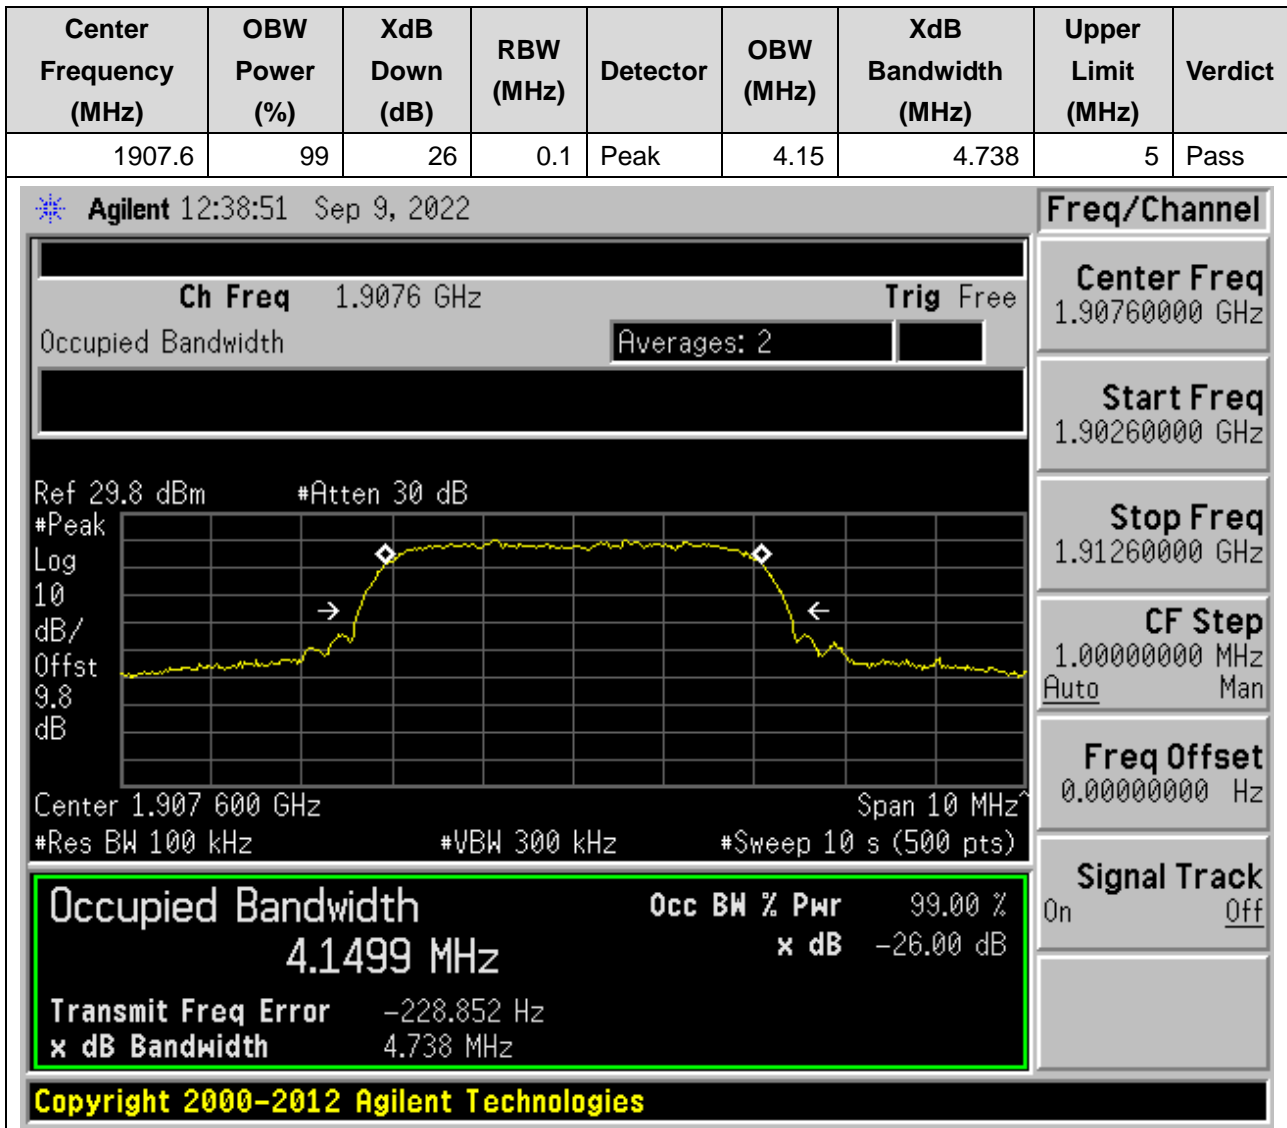 Center Frequency (MHz) OBW Power (%) XdB Down (dB) RBW (MHz) Detector OBW (MHz) XdB Bandwidth (MHz) Upper Limit (MHz) Verdict
1907.6 99 26 0.1 Peak 4.15 4.738 5 Pass
Agilent 12:38:51 Sep 9, 2022
Freq/Channel
Ch Freq 1.9076 GHz Trig Free
Occupied Bandwidth Averages: 2
Ref 29.8 dBm #Atten 30 dB
#Peak
Log
10
dB/
Offst
9.8
dB
Center 1.907 600 GHz Span 10 MHz^
#Res BW 100 kHz #VBW 300 kHz #Sweep 10 s (500 pts)
Occupied Bandwidth Occ BW % Pwr 99.00 %
4.1499 MHz x dB -26.00 dB
Transmit Freq Error -228.852 Hz
x dB Bandwidth 4.738 MHz
Center Freq
1.90760000 GHz
Start Freq
1.90260000 GHz
Stop Freq
1.91260000 GHz
CF Step
1.00000000 MHz
Auto Man
Freq Offset
0.00000000 Hz
Signal Track
On Off
Copyright 2000-2012 Agilent Technologies